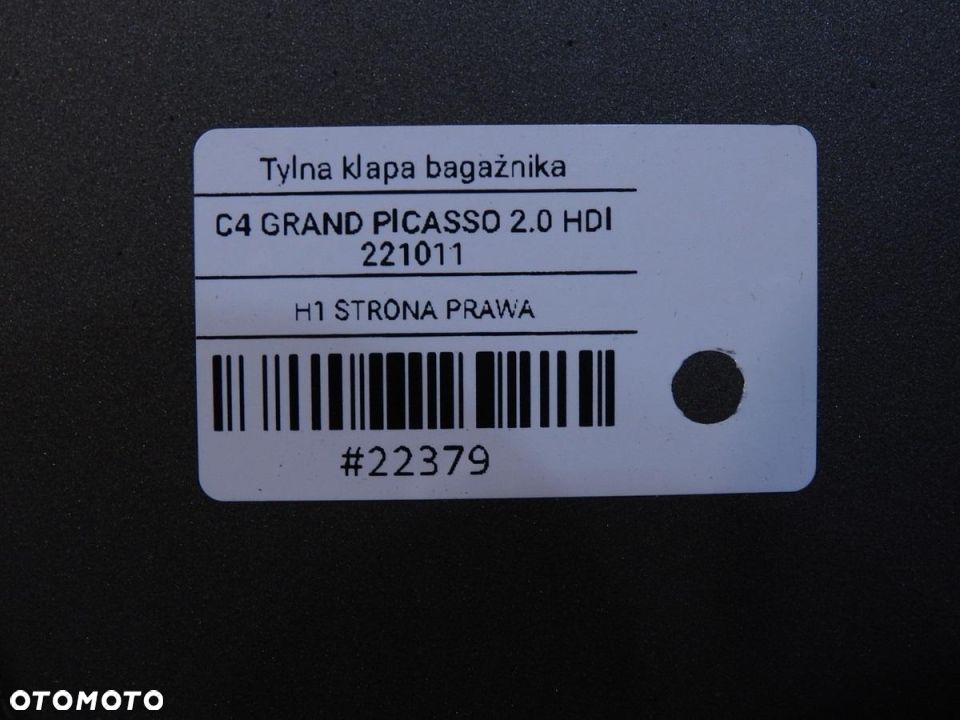 Tylna klapa bagażnika
C4 GRAND PICASSO 2.0 HDI
221011
H1 STRONA PRAWA
#22379
OTOMOTO